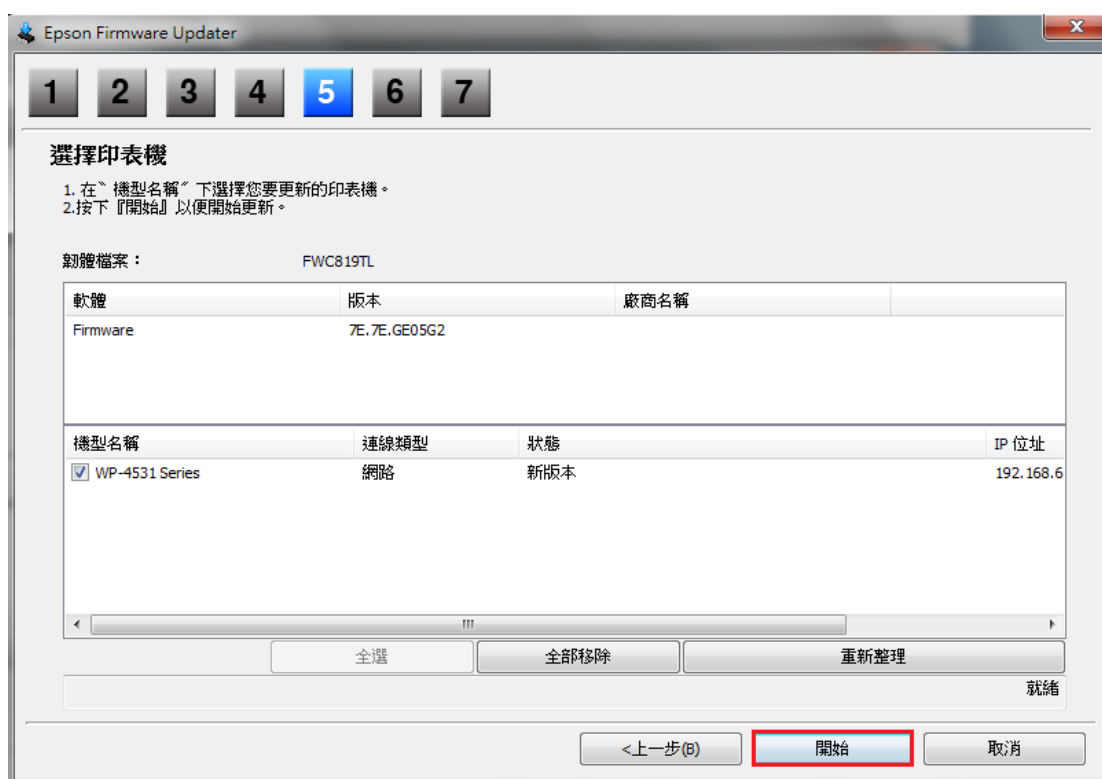 Epson Firmware Updater
X
1 2 3 4 5 6 7
選擇印表機
1. 在〝 機型名稱〞下選擇您要更新的印表機。
2.按下『開始』以便開始更新。
韌體檔案： FWC819TL
軟體 版本 廠商名稱
Firmware 7E.7E.GE05G2
機型名稱 連線類型 狀態 IP 位址
WP-4531 Series 網路 新版本 192.168.6
全選 全部移除 重新整理
就緒
<上一步(B) 開始 取消